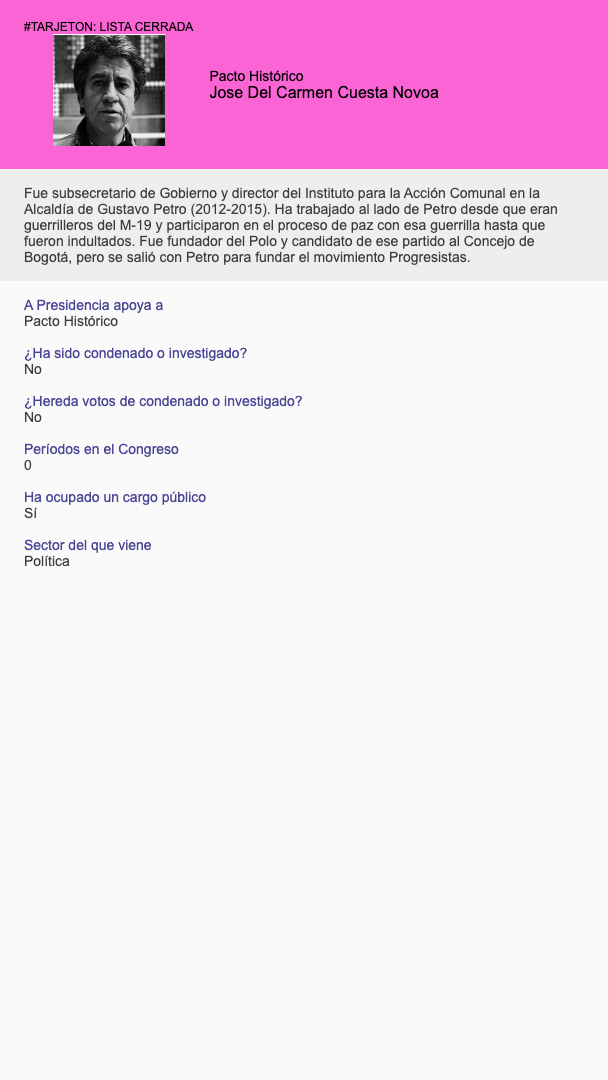 #TARJETON: LISTA CERRADA
Pacto Histórico
Jose Del Carmen Cuesta Novoa
Fue subsecretario de Gobierno y director del Instituto para la Acción Comunal en la
Alcaldía de Gustavo Petro (2012-2015). Ha trabajado al lado de Petro desde que eran
guerrilleros del M-19 y participaron en el proceso de paz con esa guerrilla hasta que
fueron indultados. Fue fundador del Polo y candidato de ese partido al Concejo de
Bogotá, pero se salió con Petro para fundar el movimiento Progresistas.
A Presidencia apoya a
Pacto Histórico
¿Ha sido condenado o investigado?
No
¿Hereda votos de condenado o investigado?
No
Períodos en el Congreso
0
Ha ocupado un cargo público
Sí
Sector del que viene
Política